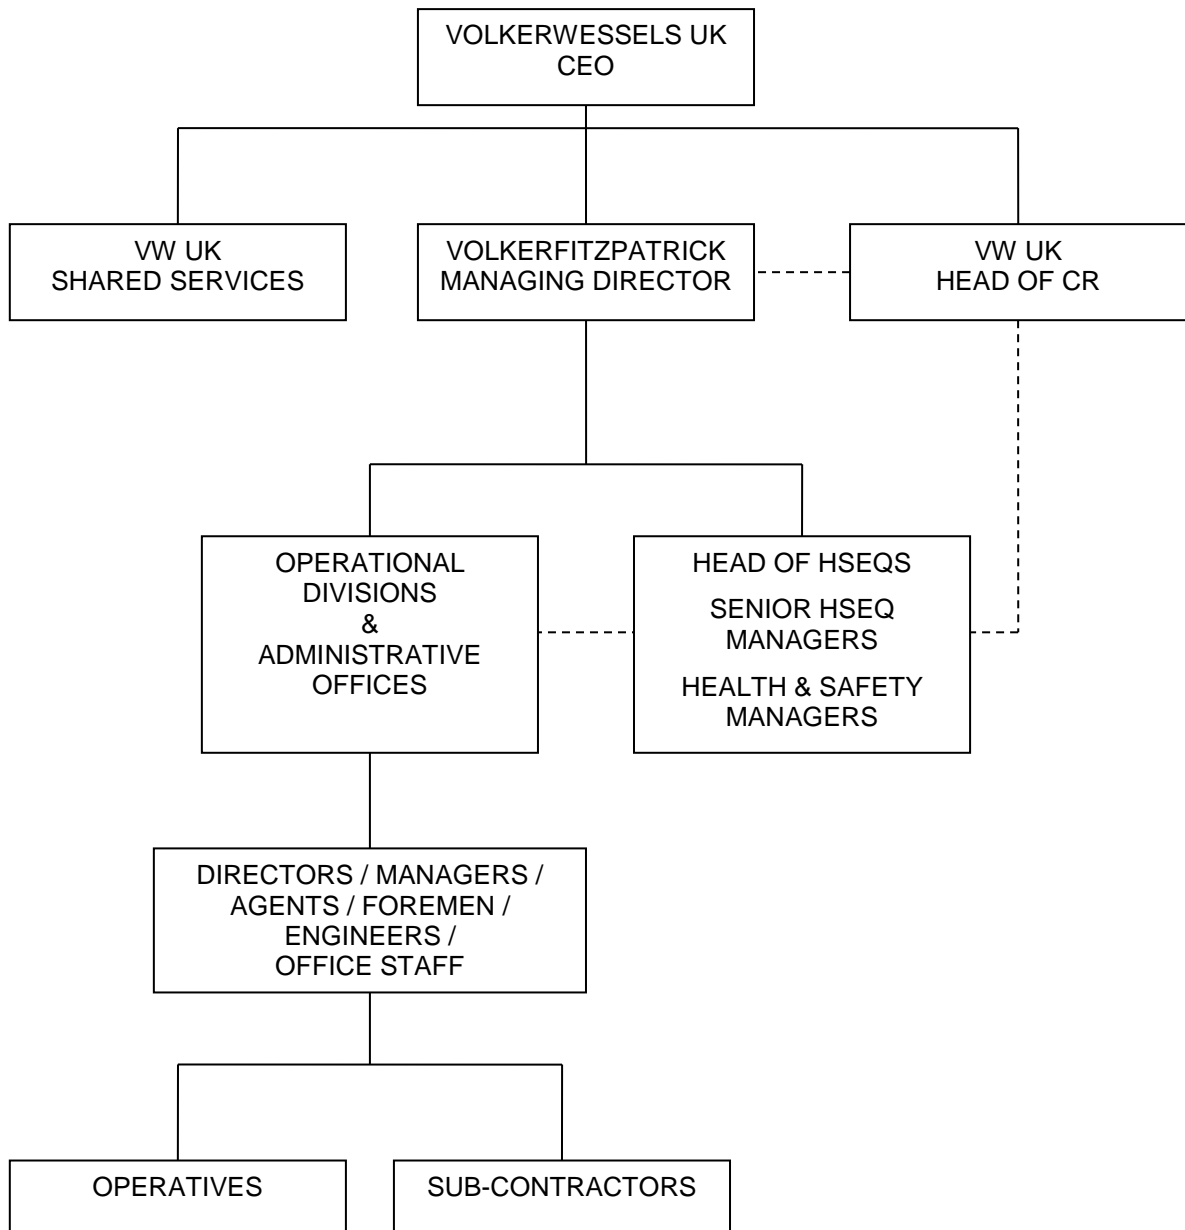 VOLKERWESSELS UK
CEO
VW UK
SHARED SERVICES
VOLKERFITZPATRICK
MANAGING DIRECTOR
VW UK
HEAD OF CR
OPERATIONAL
DIVISIONS
&
ADMINISTRATIVE
OFFICES
HEAD OF HSEQS
SENIOR HSEQ
MANAGERS
HEALTH & SAFETY
MANAGERS
DIRECTORS / MANAGERS /
AGENTS / FOREMEN /
ENGINEERS /
OFFICE STAFF
OPERATIVES
SUB-CONTRACTORS